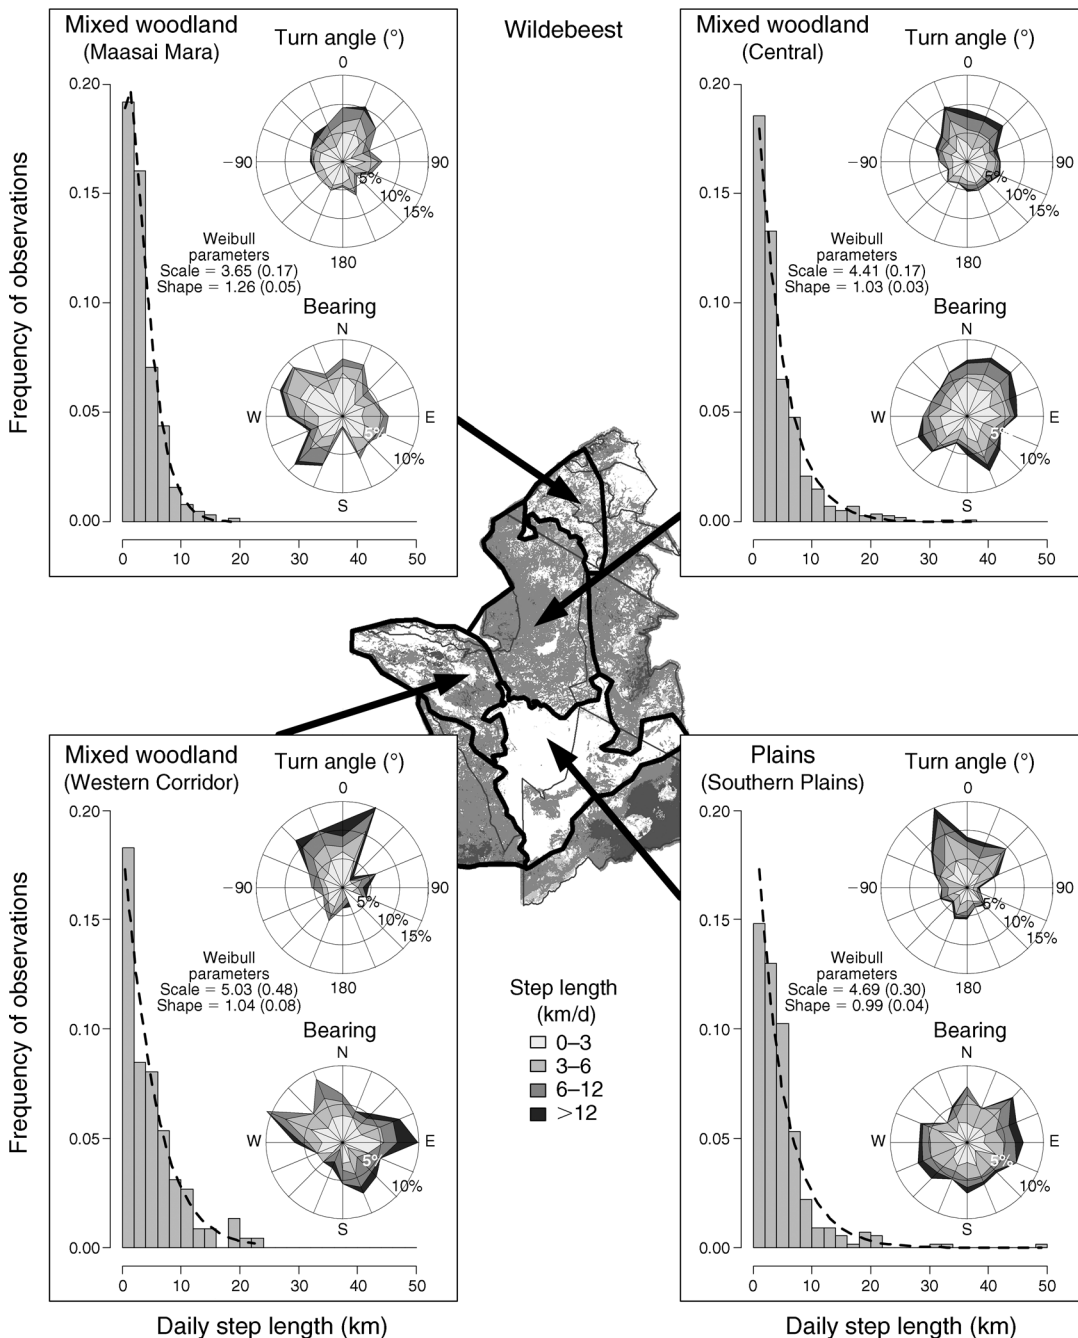 Wildebeest
Mixed woodland
(Maasai Mara)
Turn angle (°)
0
−90
90
180
5%
10%
15%
Weibull
parameters
Scale = 3.65 (0.17)
Shape = 1.26 (0.05)
Bearing
N
W
E
S
5%
10%
Frequency of observations
0.20
0.15
0.10
0.05
0.00
0
10
20
30
40
50
Mixed woodland
(Central)
Turn angle (°)
0
−90
90
180
5%
10%
15%
Weibull
parameters
Scale = 4.41 (0.17)
Shape = 1.03 (0.03)
Bearing
N
W
E
S
5%
10%
0.20
0.15
0.10
0.05
0.00
0
10
20
30
40
50
Mixed woodland
(Western Corridor)
Turn angle (°)
0
−90
90
180
5%
10%
15%
Weibull
parameters
Scale = 5.03 (0.48)
Shape = 1.04 (0.08)
Bearing
N
W
E
S
5%
10%
Frequency of observations
0.20
0.15
0.10
0.05
0.00
0
10
20
30
40
50
Daily step length (km)
Step length
(km/d)
0–3
3–6
6–12
>12
Plains
(Southern Plains)
Turn angle (°)
0
−90
90
180
5%
10%
15%
Weibull
parameters
Scale = 4.69 (0.30)
Shape = 0.99 (0.04)
Bearing
N
W
E
S
5%
10%
0.20
0.15
0.10
0.05
0.00
0
10
20
30
40
50
Daily step length (km)